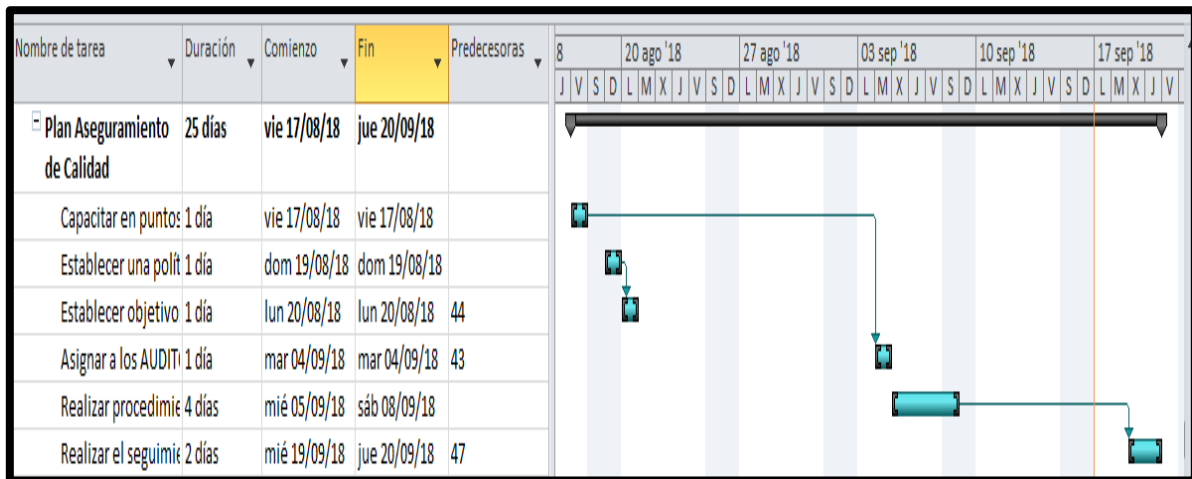 Nombre de tarea Duración Comienzo Fin Predecesoras
8 20 ago '18 27 ago '18 03 sep '18 10 sep '18 17 sep '18
J V S D L M X J V S D L M X J V S D L M X J V S D L M X J V S D L M X J V
Plan Aseguramiento de Calidad 25 días vie 17/08/18 jue 20/09/18
Capacitar en puntos 1 día vie 17/08/18 vie 17/08/18
Establecer una polít 1 día dom 19/08/18 dom 19/08/18
Establecer objetivo 1 día lun 20/08/18 lun 20/08/18 44
Asignar a los AUDIT 1 día mar 04/09/18 mar 04/09/18 43
Realizar procedimie 4 días mié 05/09/18 sáb 08/09/18
Realizar el seguimie 2 días mié 19/09/18 jue 20/09/18 47